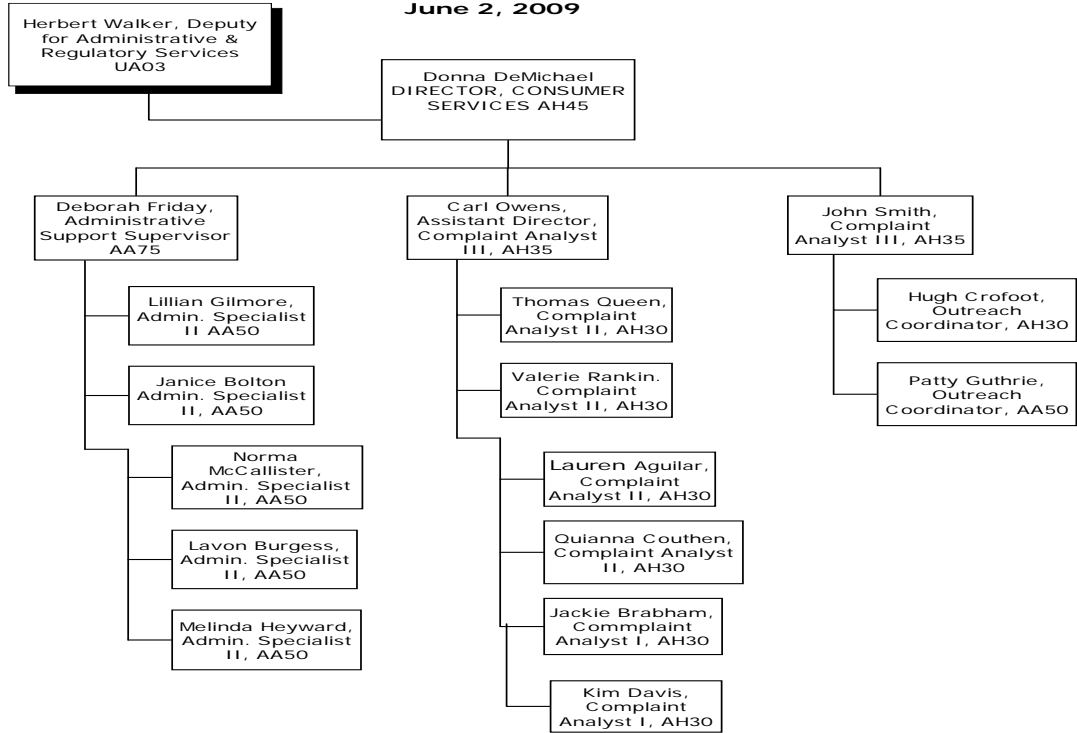 June 2, 2009
Herbert Walker, Deputy
for Administrative &
Regulatory Services
UA03
Donna DeMichael
DIRECTOR, CONSUMER
SERVICES AH45
Deborah Friday,
Administrative
Support Supervisor
AA75
Lillian Gilmore,
Admin. Specialist
II AA50
Janice Bolton
Admin. Specialist
II, AA50
Norma
McCallister,
Admin. Specialist
II, AA50
Lavon Burgess,
Admin. Specialist
II, AA50
Melinda Heyward,
Admin. Specialist
II, AA50
Carl Owens,
Assistant Director,
Complaint Analyst
III, AH35
Thomas Queen,
Complaint
Analyst II, AH30
Valerie Rankin.
Complaint
Analyst II, AH30
Lauren Aguilar,
Complaint
Analyst II, AH30
Quianna Couthen,
Complaint Analyst
II, AH30
Jackie Brabham,
Commplaint
Analyst I, AH30
Kim Davis,
Complaint
Analyst I, AH30
John Smith,
Complaint
Analyst III, AH35
Hugh Crofoot,
Outreach
Coordinator, AH30
Patty Guthrie,
Outreach
Coordinator, AA50